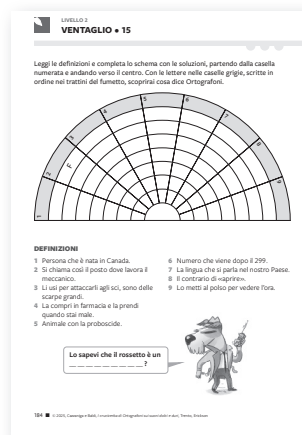 LIVELLO 2
VENTAGLIO • 15
Leggi le definizioni e completa lo schema con le soluzioni, partendo dalla casella
numerata e andando verso il centro. Con le lettere nelle caselle grigie, scritte in
ordine nei trattini del fumetto, scoprirai cosa dice Ortografoni.
1
2
3
4
5
6
7
8
9
F
DEFINIZIONI
1 Persona che è nata in Canada.
2 Si chiama così il posto dove lavora il
meccanico.
3 Li usi per attaccarli agli sci, sono delle
scarpe grandi.
4 La compri in farmacia e la prendi
quando stai male.
5 Animale con la proboscide.
6 Numero che viene dopo il 299.
7 La lingua che si parla nel nostro Paese.
8 Il contrario di «aprire».
9 Lo metti al polso per vedere l'ora.
Lo sapevi che il rossetto è un
_ _ _ _ _ _ _ _ _ ?
184 ■ © 2025, Cazzaniga e Baldi, I cruciverba di Ortografoni